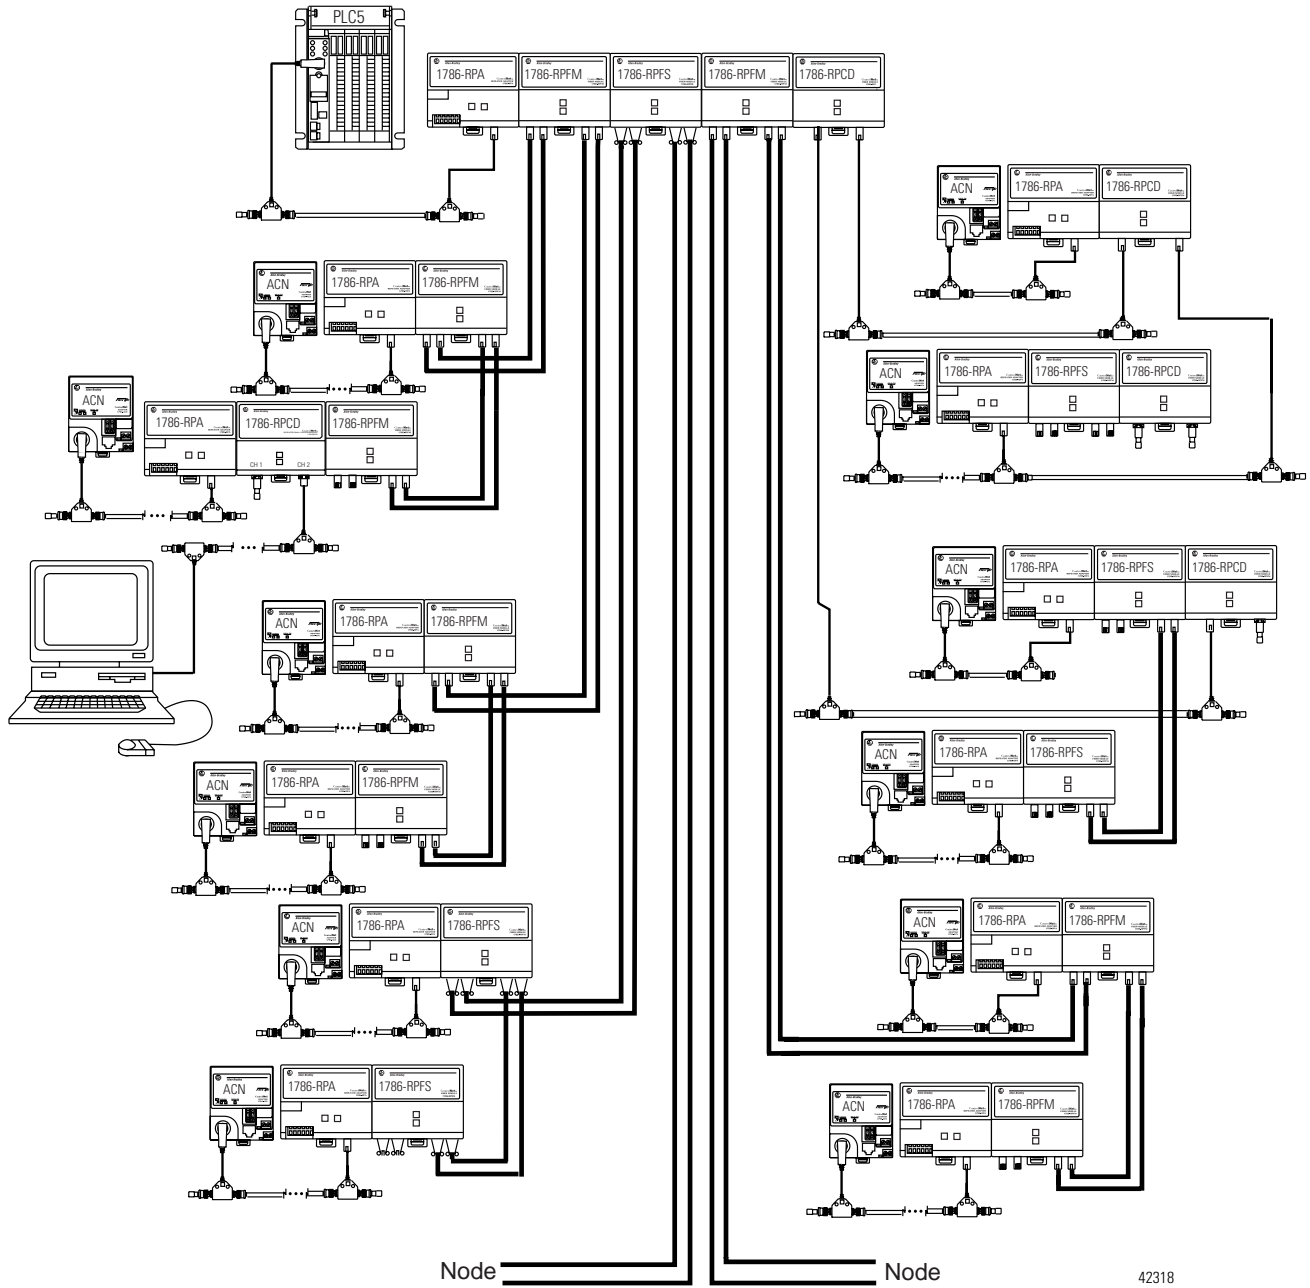 PLC5
1786-RPA 1786-RPFM 1786-RPFS 1786-RPFM 1786-RPCD
ACN 1786-RPA 1786-RPCD
ACN 1786-RPA 1786-RPFM
ACN 1786-RPA 1786-RPFS 1786-RPCD
ACN 1786-RPA 1786-RPCD 1786-RPFM
CH 1 CH 2
ACN 1786-RPA 1786-RPFS 1786-RPCD
ACN 1786-RPA 1786-RPFM
ACN 1786-RPA 1786-RPFS
ACN 1786-RPA 1786-RPFM
ACN 1786-RPA 1786-RPFM
ACN 1786-RPA 1786-RPFS
ACN 1786-RPA 1786-RPFS
ACN 1786-RPA 1786-RPFM
Node Node
42318